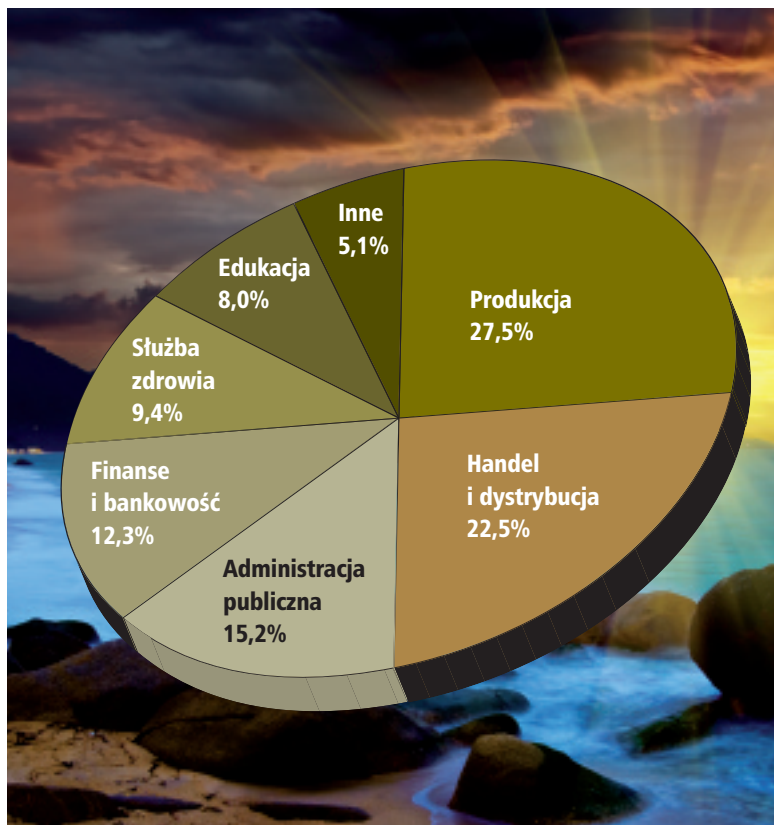 Inne
5,1%
Edukacja
8,0%
Produkcja
27,5%
Służba
zdrowia
9,4%
Handel
i dystrybucja
22,5%
Finanse
i bankowość
12,3%
Administracja
publiczna
15,2%